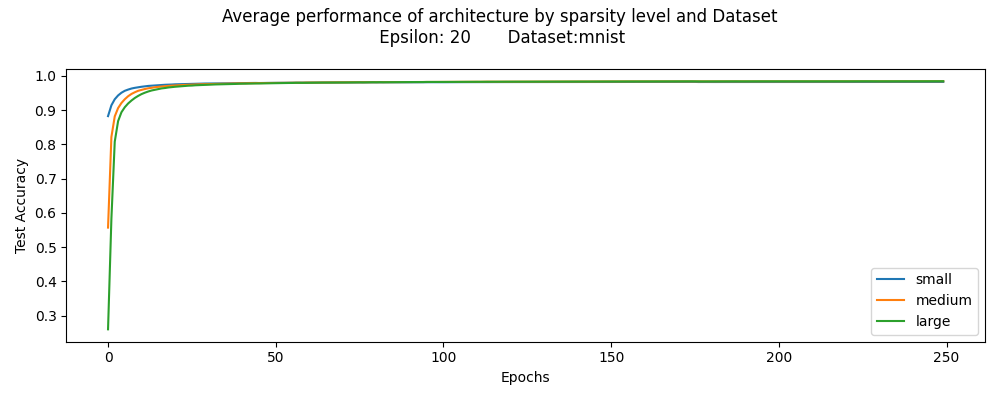 Average performance of architecture by sparsity level and Dataset
Epsilon: 20 Dataset:mnist
1.0
0.9
0.8
0.7
0.6
0.5
0.4
0.3
Test Accuracy
small
medium
large
0 50 100 150 200 250
Epochs